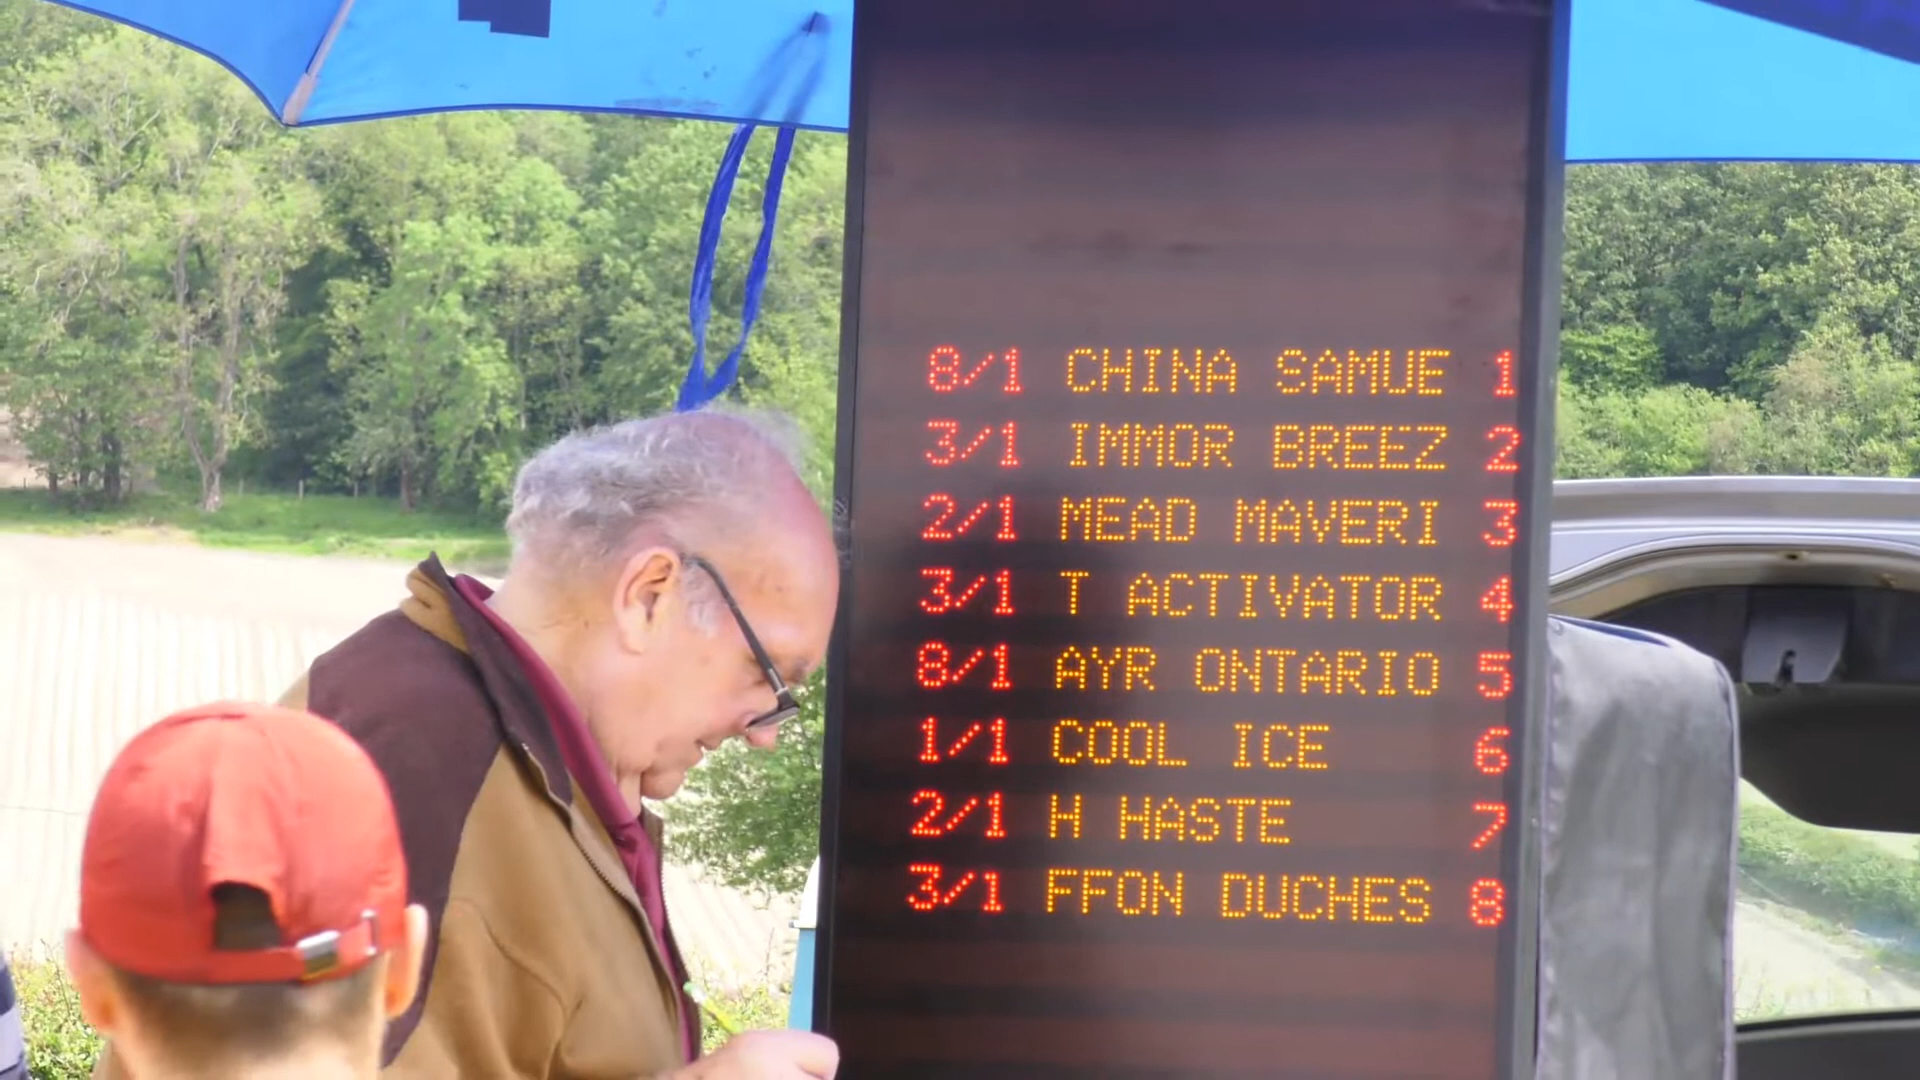 8/1 CHINA SAMUE 1
3/1 IMMOR BREEZ 2
2/1 MEAD MAVERI 3
3/1 T ACTIVATOR 4
8/1 AYR ONTARIO 5
1/1 COOL ICE 6
2/1 H HASTE 7
3/1 FFON DUCHES 8